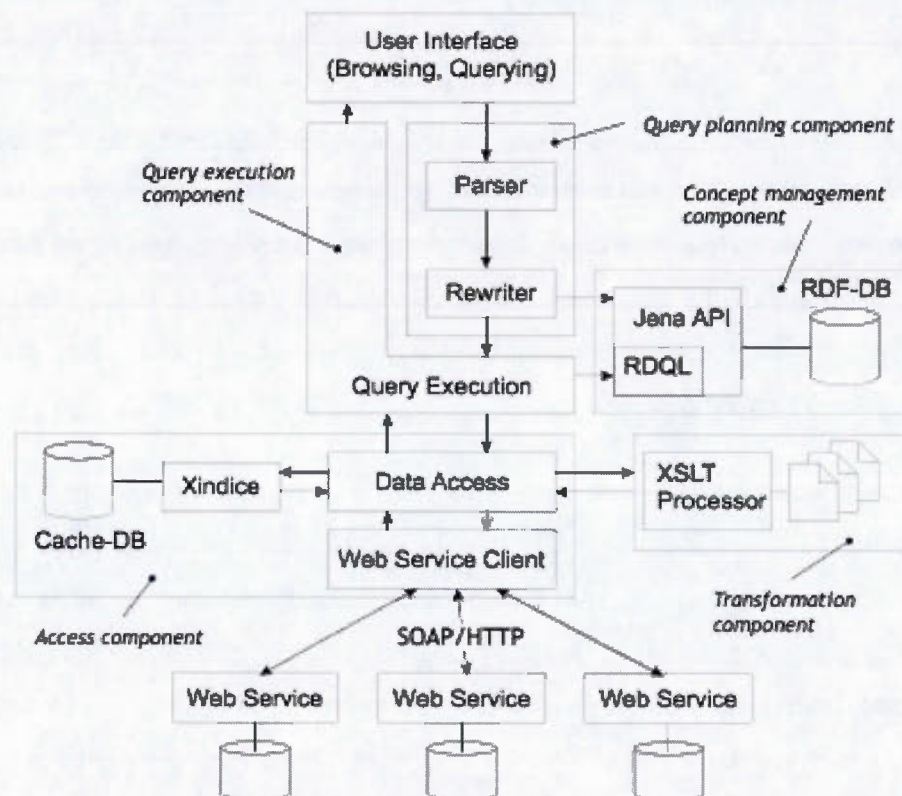 User Interface
(Browsing, Querying)
Query planning component
Query execution
component
Parser
Concept management
component
Rewriter
RDF-DB
Jena API
RDQL
Query Execution
Xindice
Data Access
XSLT
Processor
Cache-DB
Web Service Client
Transformation
component
Access component
SOAP/HTTP
Web Service
Web Service
Web Service